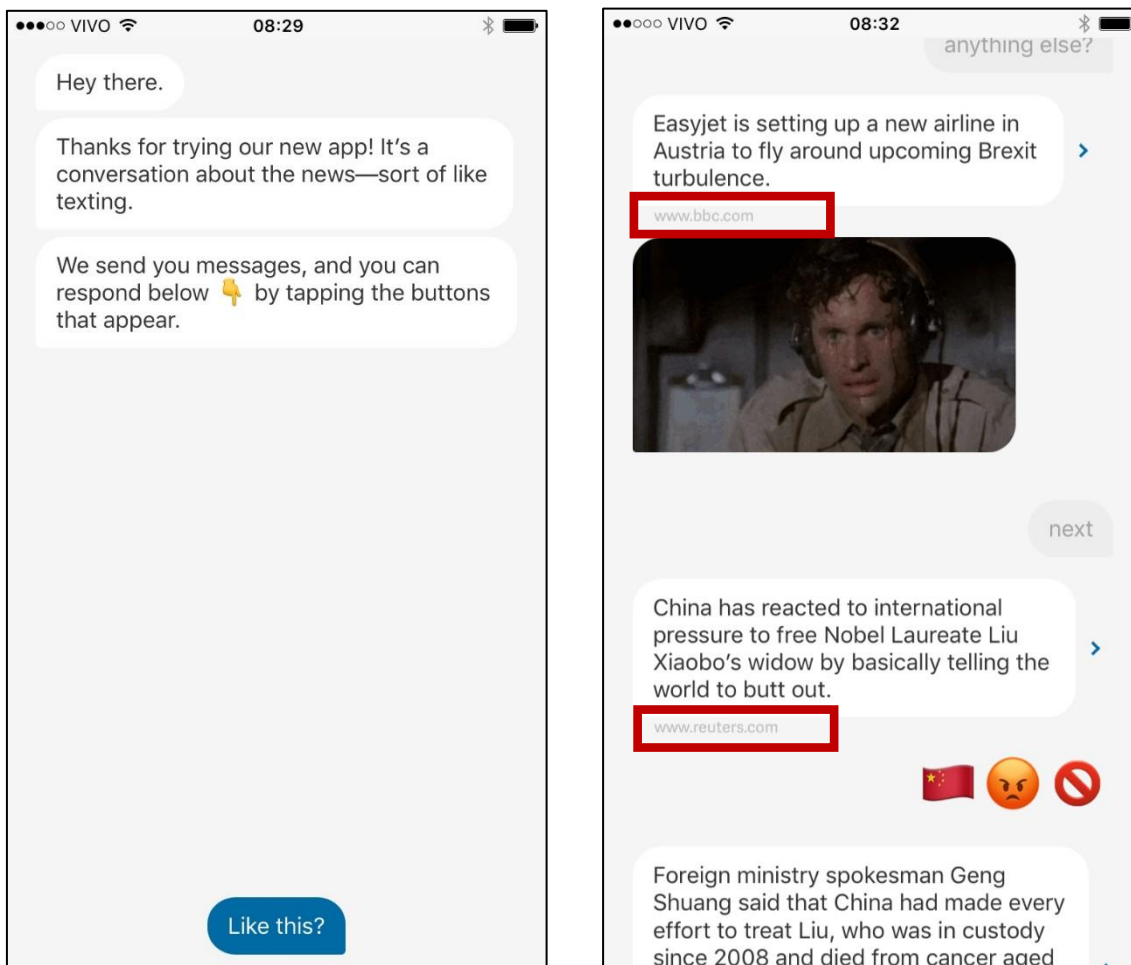 VIVO 08:29
Hey there.
Thanks for trying our new app! It's a
conversation about the news—sort of like
texting.
We send you messages, and you can
respond below 👇 by tapping the buttons
that appear.
Like this?
VIVO 08:32
anything else?
Easyjet is setting up a new airline in
Austria to fly around upcoming Brexit
turbulence.
www.bbc.com
next
China has reacted to international
pressure to free Nobel Laureate Liu
Xiaobo's widow by basically telling the
world to butt out.
www.reuters.com
🇨🇳 😡 🚫
Foreign ministry spokesman Geng
Shuang said that China had made every
effort to treat Liu, who was in custody
since 2008 and died from cancer aged